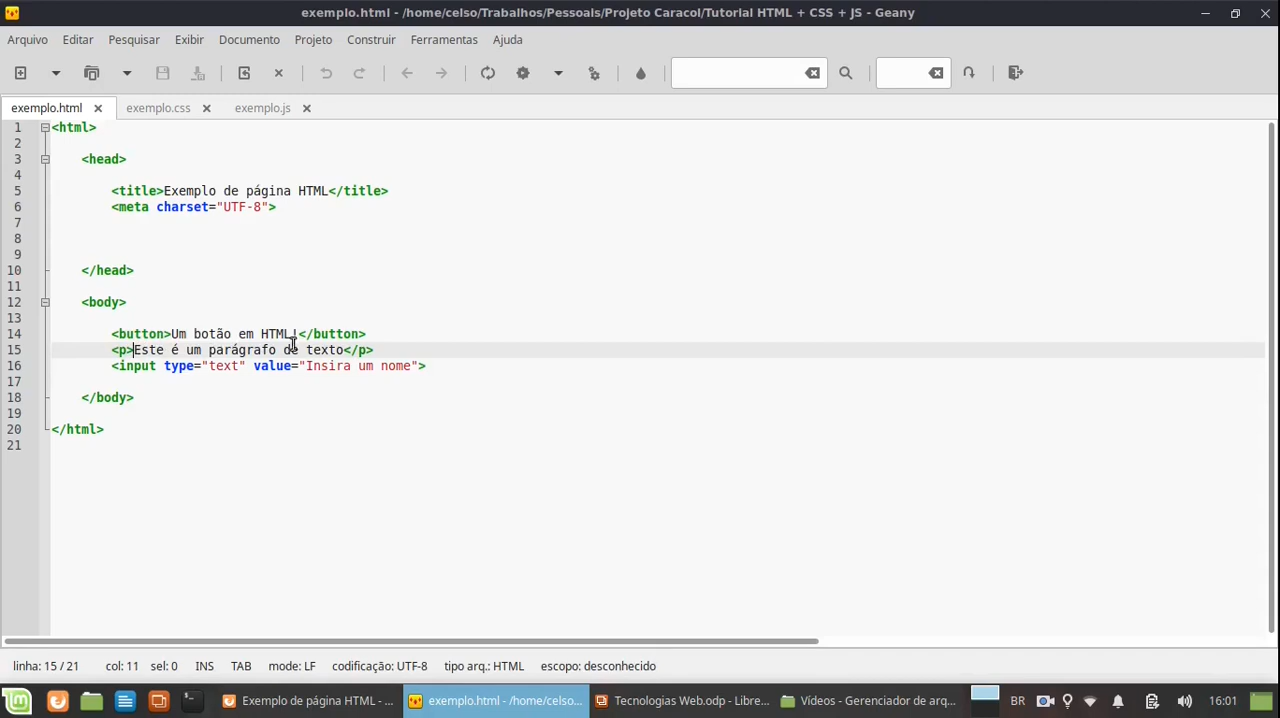 exemplo.html - /home/celso/Trabalhos/Pessoais/Projeto Caracol/Tutorial HTML + CSS + JS - Geany
Arquivo Editar Pesquisar Exibir Documento Projeto Construir Ferramentas Ajuda
exemplo.html exemplo.css exemplo.js
1 <html>
2
3 <head>
4
5 <title>Exemplo de página HTML</title>
6 <meta charset="UTF-8">
7
8
9
10 </head>
11
12 <body>
13
14 <button>Um botão em HTML!</button>
15 <p>Este é um parágrafo de texto</p>
16 <input type="text" value="Insira um nome">
17
18 </body>
19
20 </html>
21
linha: 15 / 21 col: 11 sel: 0 INS TAB mode: LF codificação: UTF-8 tipo arq.: HTML escopo: desconhecido
Exemplo de página HTML - ... exemplo.html - /home/celso... Tecnologias Web.odp - Libre... Vídeos - Gerenciador de arq... BR 16:01